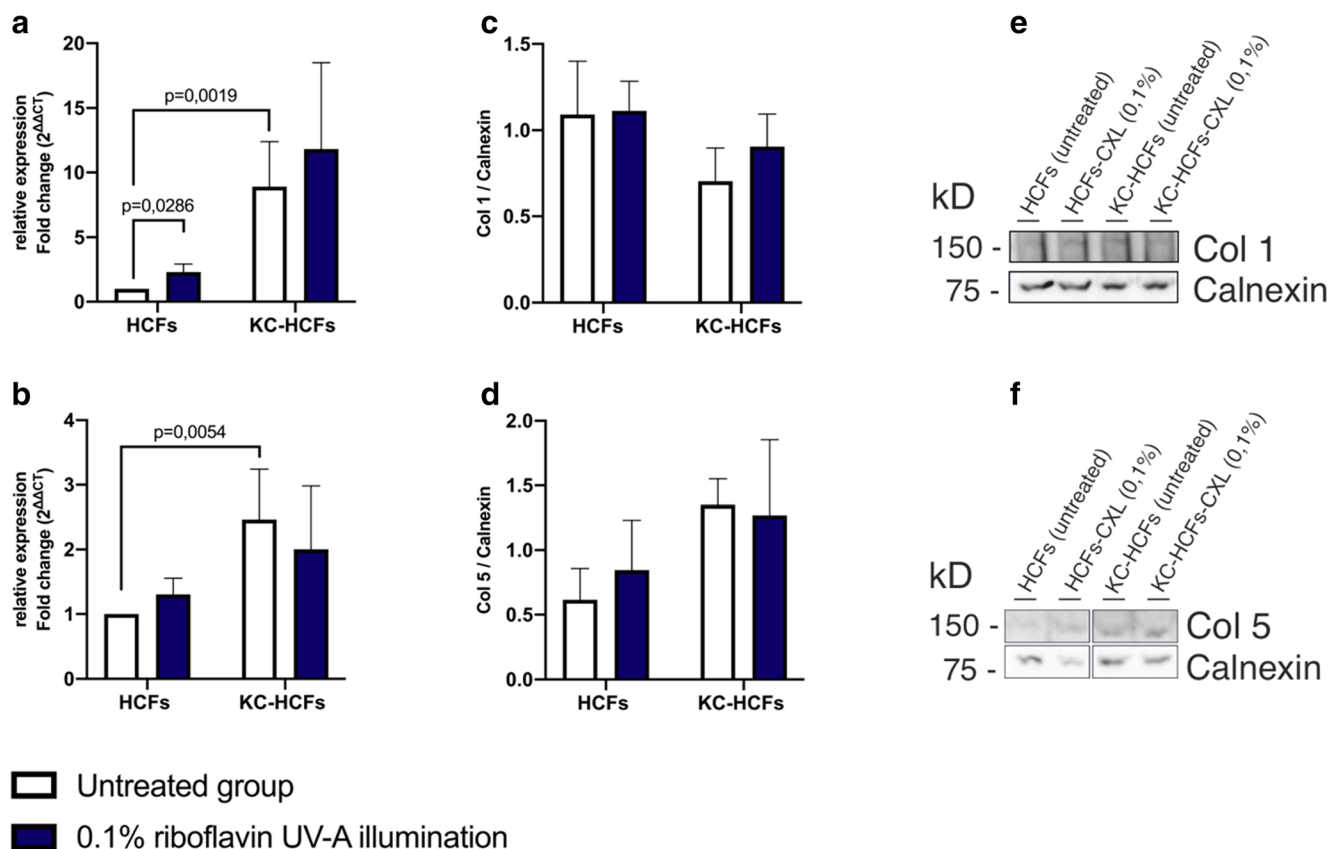 a
relative expression
Fold change (2ΔΔCT)
20
15
10
5
0
p=0,0019
p=0,0286
HCFs
KC-HCFs
c
Col 1 / Calnexin
1.5
1.0
0.5
0.0
HCFs
KC-HCFs
e
HCFs (untreated)
HCFs-CXL (0,1%)
KC-HCFs (untreated)
KC-HCFs-CXL (0,1%)
kD
150 -
Col 1
75 -
Calnexin
b
relative expression
Fold change (2ΔΔCT)
4
3
2
1
0
p=0,0054
HCFs
KC-HCFs
d
Col 5 / Calnexin
2.0
1.5
1.0
0.5
0.0
HCFs
KC-HCFs
f
HCFs (untreated)
HCFs-CXL (0,1%)
KC-HCFs (untreated)
KC-HCFs-CXL (0,1%)
kD
150 -
Col 5
75 -
Calnexin
Untreated group
0.1% riboflavin UV-A illumination